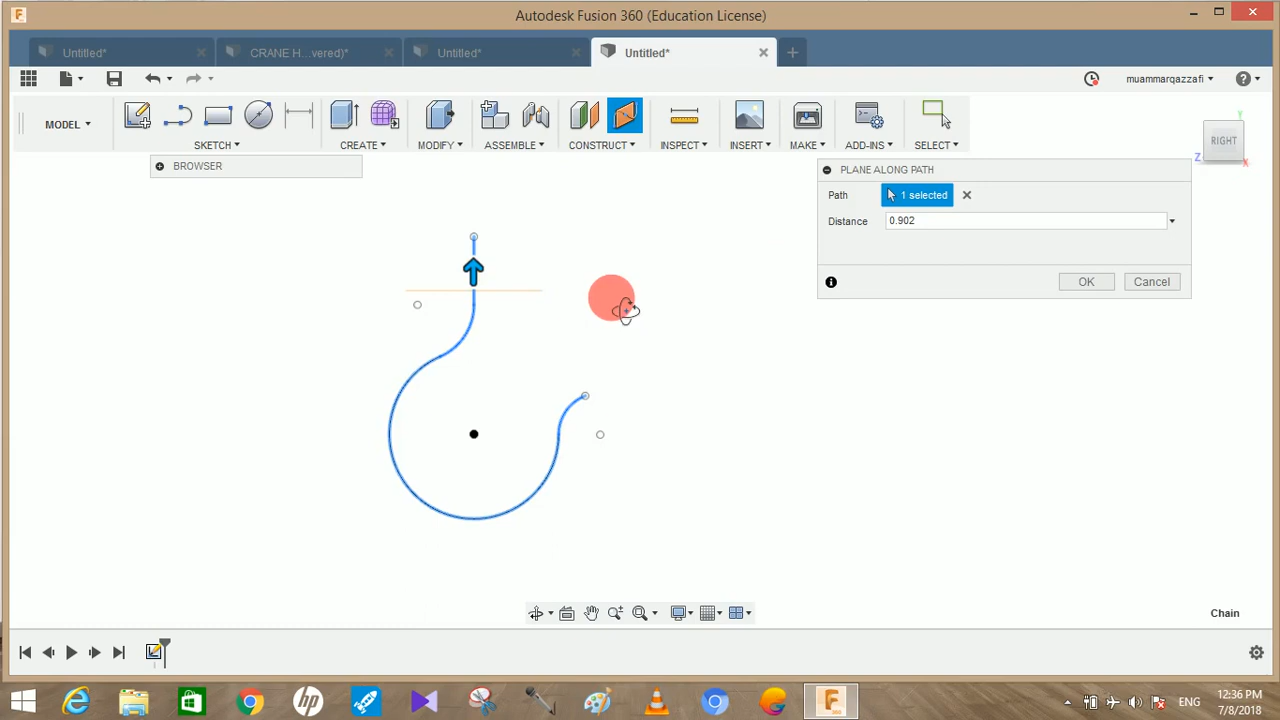 Autodesk Fusion 360 (Education License)
Untitled*
CRANE H...vered)*
Untitled*
Untitled*
muammarqazzafi
MODEL
SKETCH
CREATE
MODIFY
ASSEMBLE
CONSTRUCT
INSPECT
INSERT
MAKE
ADD-INS
SELECT
RIGHT
Y
Z
X
BROWSER
PLANE ALONG PATH
Path
1 selected
Distance
0.902
OK
Cancel
Chain
hp
F
ENG
12:36 PM
7/8/2018